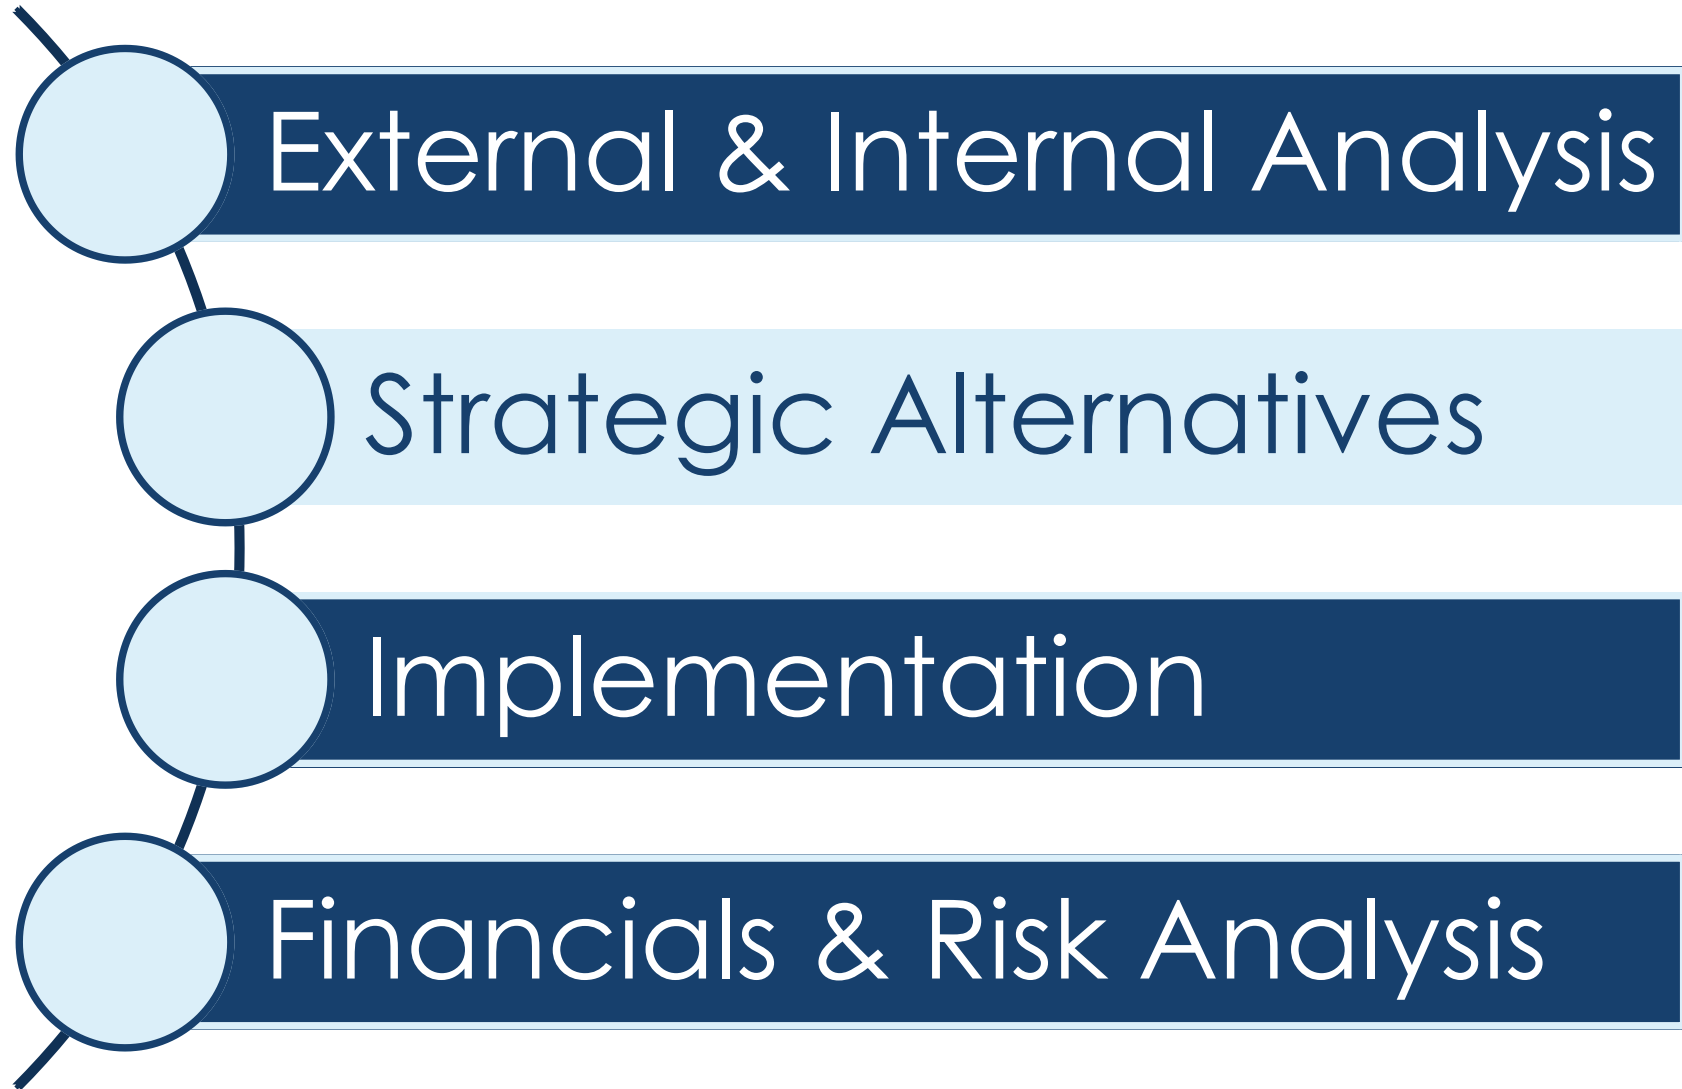 External & Internal Analysis
Strategic Alternatives
Implementation
Financials & Risk Analysis